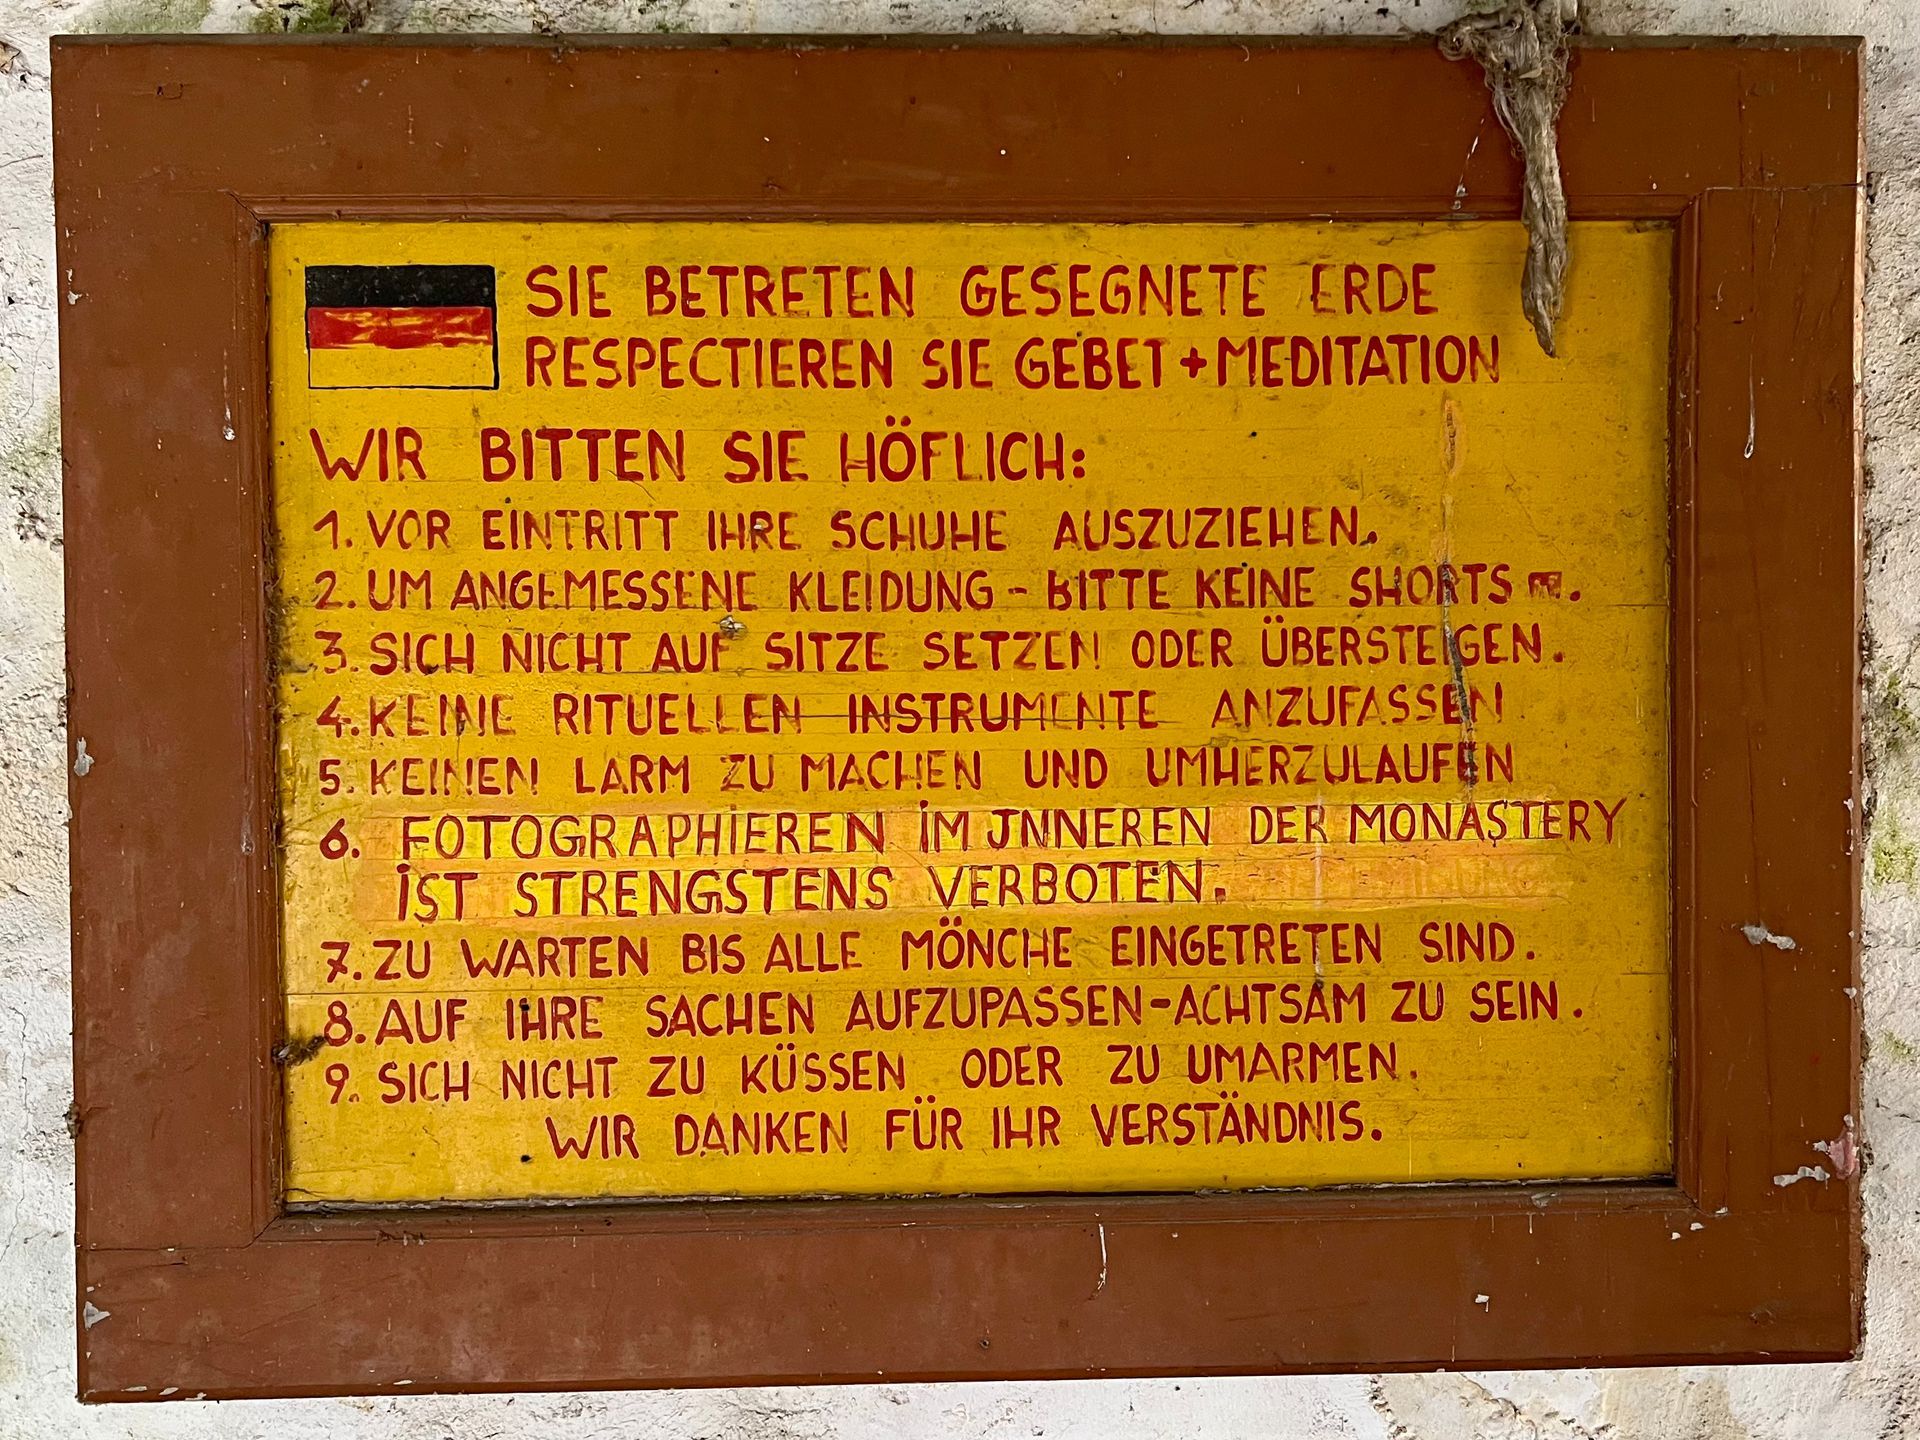 SIE BETRETEN GESEGNETE ERDE
RESPECTIEREN SIE GEBET + MEDITATION
WIR BITTEN SIE HÖFLICH:
1. VOR EINTRITT IHRE SCHUHE AUSZUZIEHEN.
2. UM ANGEMESSENE KLEIDUNG - BITTE KEINE SHORTS.
3. SICH NICHT AUF SITZE SETZEN ODER ÜBERSTEIGEN.
4. KEINE RITUELLEN INSTRUMENTE ANZUFASSEN
5. KEINEN LARM ZU MACHEN UND UMHERZULAUFEN
6. FOTOGRAPHIEREN IM JNNEREN DER MONASTERY
IST STRENGSTENS VERBOTEN.
7. ZU WARTEN BIS ALLE MÖNCHE EINGETRETEN SIND.
8. AUF IHRE SACHEN AUFZUPASSEN-ACHTSAM ZU SEIN.
9. SICH NICHT ZU KÜSSEN ODER ZU UMARMEN.
WIR DANKEN FÜR IHR VERSTÄNDNIS.